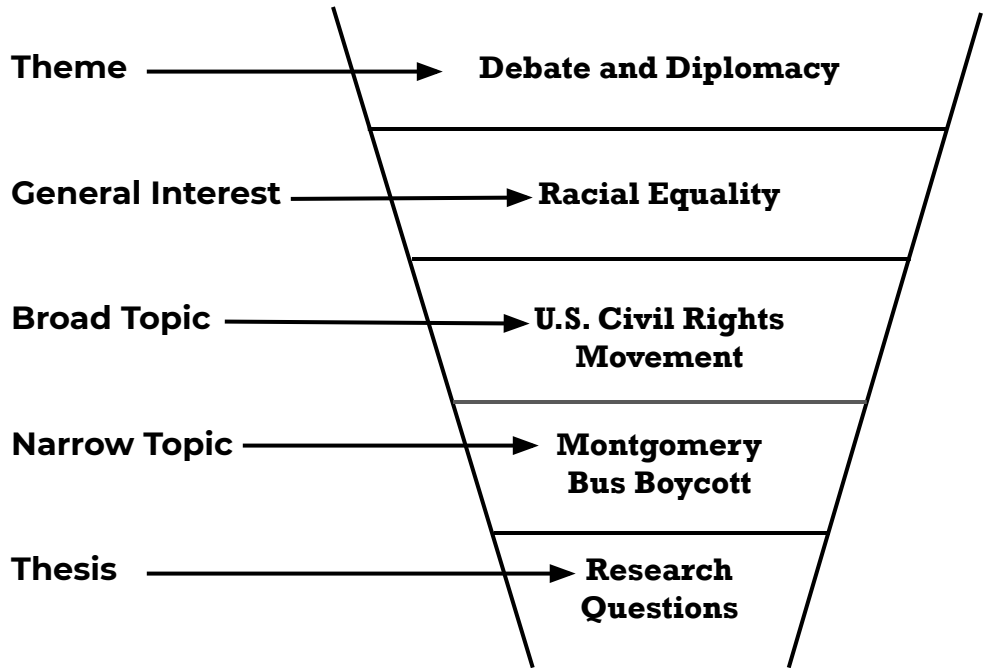 Theme
Debate and Diplomacy
General Interest
Racial Equality
Broad Topic
U.S. Civil Rights
Movement
Narrow Topic
Montgomery
Bus Boycott
Thesis
Research
Questions